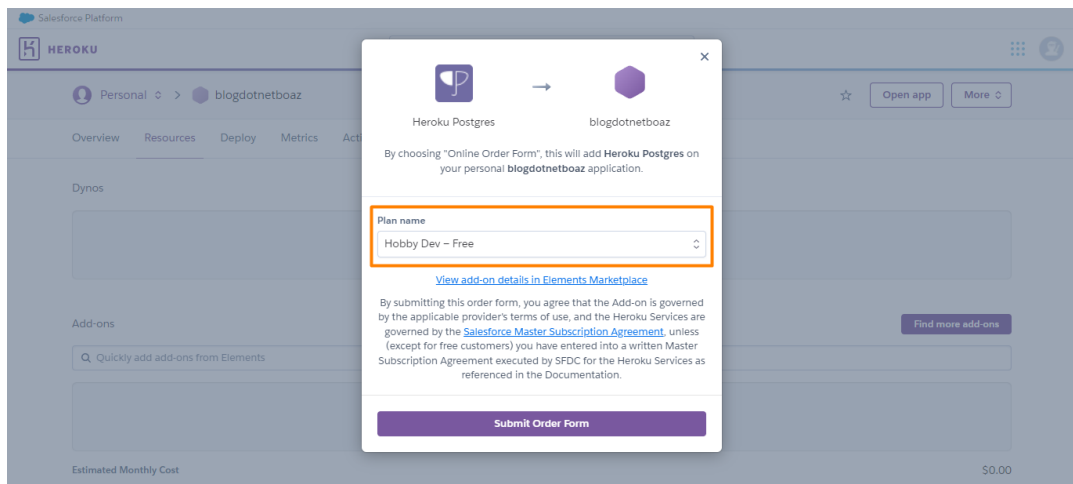 Salesforce Platform
HEROKU
Personal > blogdotnetboaz
Open app
More
Overview Resources Deploy Metrics Acti
Dynos
Add-ons
Find more add-ons
Quickly add add-ons from Elements
Estimated Monthly Cost
$0.00
×
Heroku Postgres
→
blogdotnetboaz
By choosing "Online Order Form", this will add Heroku Postgres on
your personal blogdotnetboaz application.
Plan name
Hobby Dev – Free
View add-on details in Elements Marketplace
By submitting this order form, you agree that the Add-on is governed
by the applicable provider's terms of use, and the Heroku Services are
governed by the Salesforce Master Subscription Agreement, unless
(except for free customers) you have entered into a written Master
Subscription Agreement executed by SFDC for the Heroku Services as
referenced in the Documentation.
Submit Order Form